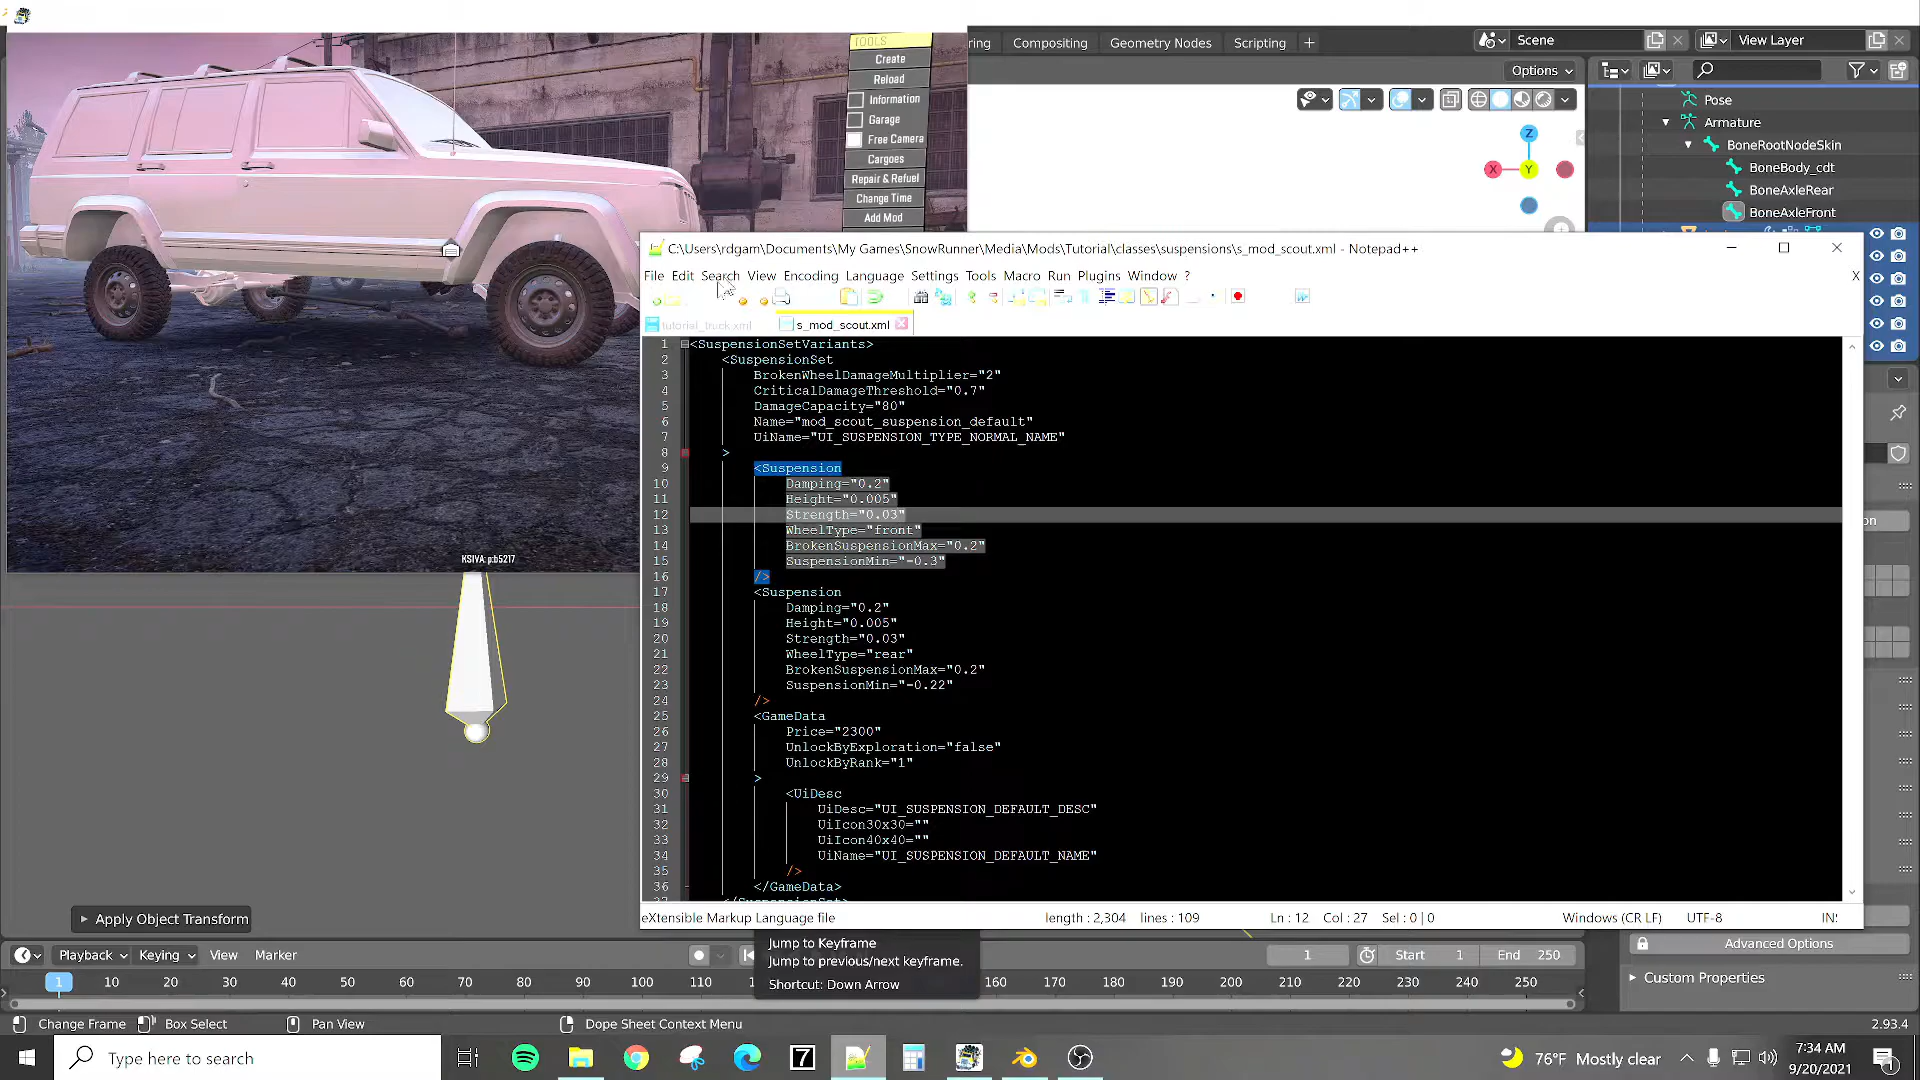 TOOLS
Create
Reload
Information
Garage
Free Camera
Cargoes
Repair & Refuel
Change Time
Add Mod
KSIVA: p:b5217
ring
Compositing
Geometry Nodes
Scripting
+
Scene
View Layer
Options
Z
X
Y
Pose
Armature
BoneRootNodeSkin
BoneBody_cdt
BoneAxleRear
BoneAxleFront
C:\Users\rdgam\Documents\My Games\SnowRunner\Media\Mods\Tutorial\classes\suspensions\s_mod_scout.xml - Notepad++
File Edit Search View Encoding Language Settings Tools Macro Run Plugins Window ? X
tutorial_truck.xml s_mod_scout.xml
1 <SuspensionSetVariants>
2 <SuspensionSet
3 BrokenWheelDamageMultiplier="2"
4 CriticalDamageThreshold="0.7"
5 DamageCapacity="80"
6 Name="mod_scout_suspension_default"
7 UiName="UI_SUSPENSION_TYPE_NORMAL_NAME"
8 >
9 <Suspension
10 Damping="0.2"
11 Height="0.005"
12 Strength="0.03"
13 WheelType="front"
14 BrokenSuspensionMax="0.2"
15 SuspensionMin="-0.3"
16 />
17 <Suspension
18 Damping="0.2"
19 Height="0.005"
20 Strength="0.03"
21 WheelType="rear"
22 BrokenSuspensionMax="0.2"
23 SuspensionMin="-0.22"
24 />
25 <GameData
26 Price="2300"
27 UnlockByExploration="false"
28 UnlockByRank="1"
29 >
30 <UiDesc
31 UiDesc="UI_SUSPENSION_DEFAULT_DESC"
32 UiIcon30x30=""
33 UiIcon40x40=""
34 UiName="UI_SUSPENSION_DEFAULT_NAME"
35 />
36 </GameData>
eXtensible Markup Language file length : 2,304 lines : 109 Ln : 12 Col : 27 Sel : 0 | 0 Windows (CR LF) UTF-8 INS
on
Apply Object Transform
Jump to Keyframe
Jump to previous/next keyframe.
Shortcut: Down Arrow
Advanced Options
Custom Properties
Playback Keying View Marker 1 Start 1 End 250
1 10 20 30 40 50 60 70 80 90 100 110 120 160 170 180 190 200 210 220 230 240 250
Change Frame Box Select Pan View Dope Sheet Context Menu 2.93.4
Type here to search
7
76°F Mostly clear
7:34 AM
9/20/2021
1